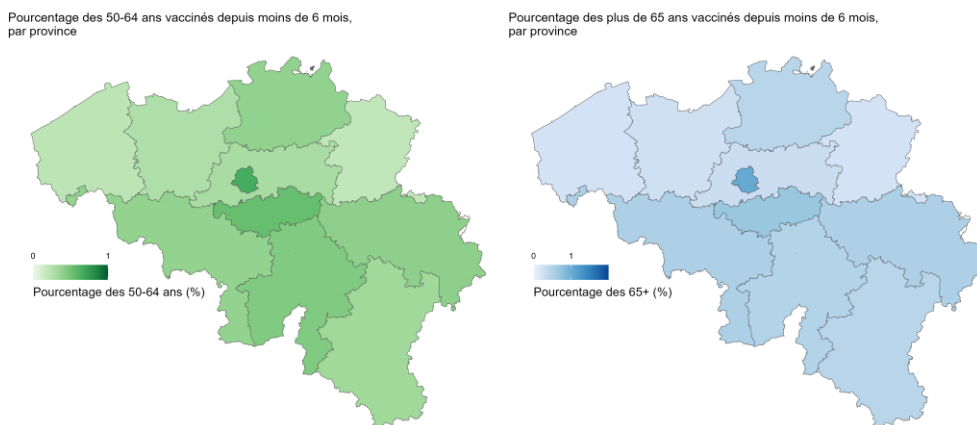 Pourcentage des 50-64 ans vaccinés depuis moins de 6 mois,
par province
0
1
Pourcentage des 50-64 ans (%)
Pourcentage des plus de 65 ans vaccinés depuis moins de 6 mois,
par province
0
1
Pourcentage des 65+ (%)